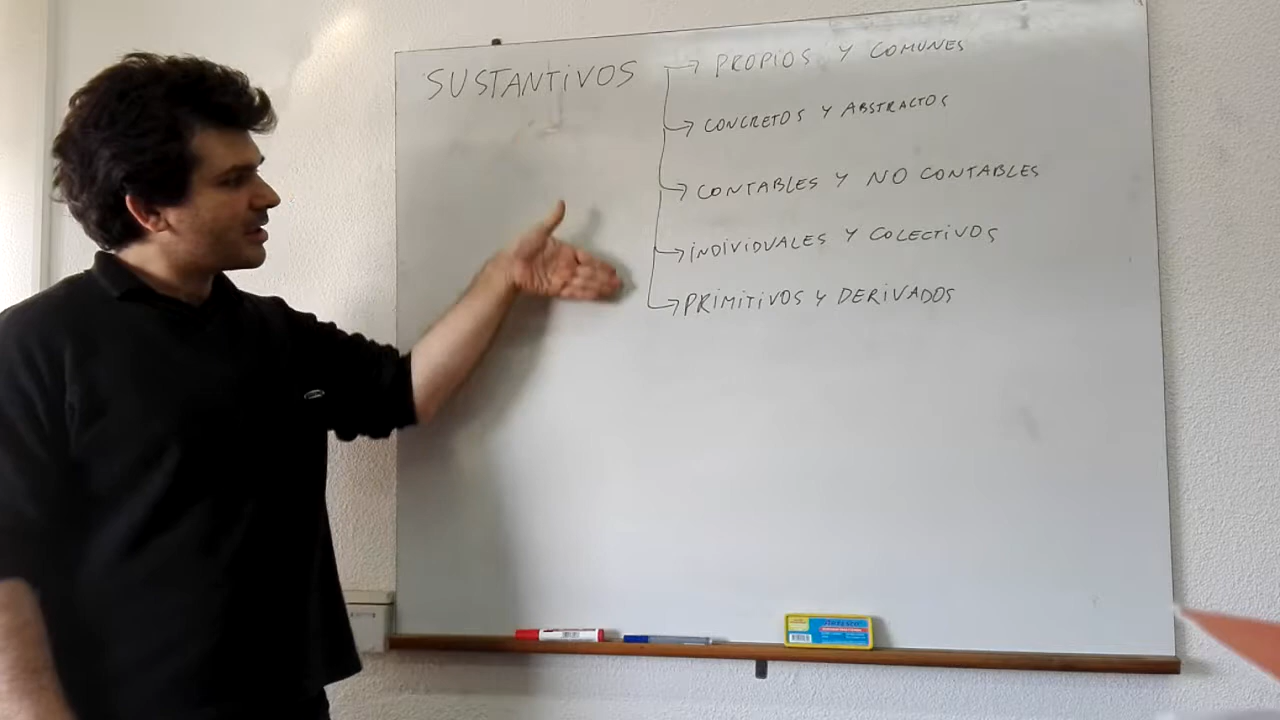 SUSTANTIVOS
PROPIOS Y COMUNES
CONCRETOS Y ABSTRACTOS
CONTABLES Y NO CONTABLES
INDIVIDUALES Y COLECTIVOS
PRIMITIVOS Y DERIVADOS